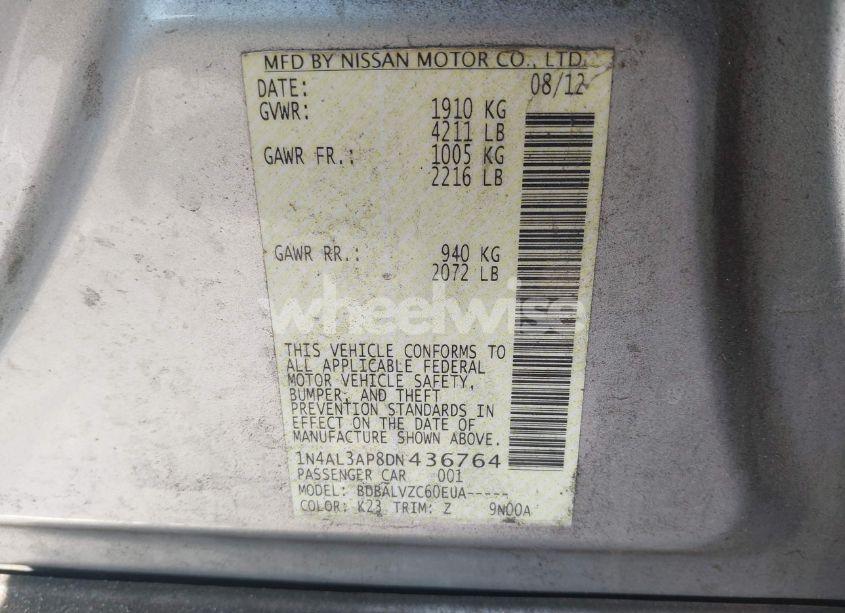 MFD BY NISSAN MOTOR CO., LTD.
DATE: 08/12
GVWR: 1910 KG
4211 LB
GAWR FR.: 1005 KG
2216 LB
GAWR RR.: 940 KG
2072 LB
wheelwise
THIS VEHICLE CONFORMS TO
ALL APPLICABLE FEDERAL
MOTOR VEHICLE SAFETY,
BUMPER, AND THEFT
PREVENTION STANDARDS IN
EFFECT ON THE DATE OF
MANUFACTURE SHOWN ABOVE.
1N4AL3AP8DN436764
PASSENGER CAR 001
MODEL: BDBALVZC60EUA-----
COLOR: K23 TRIM: Z 9N00A